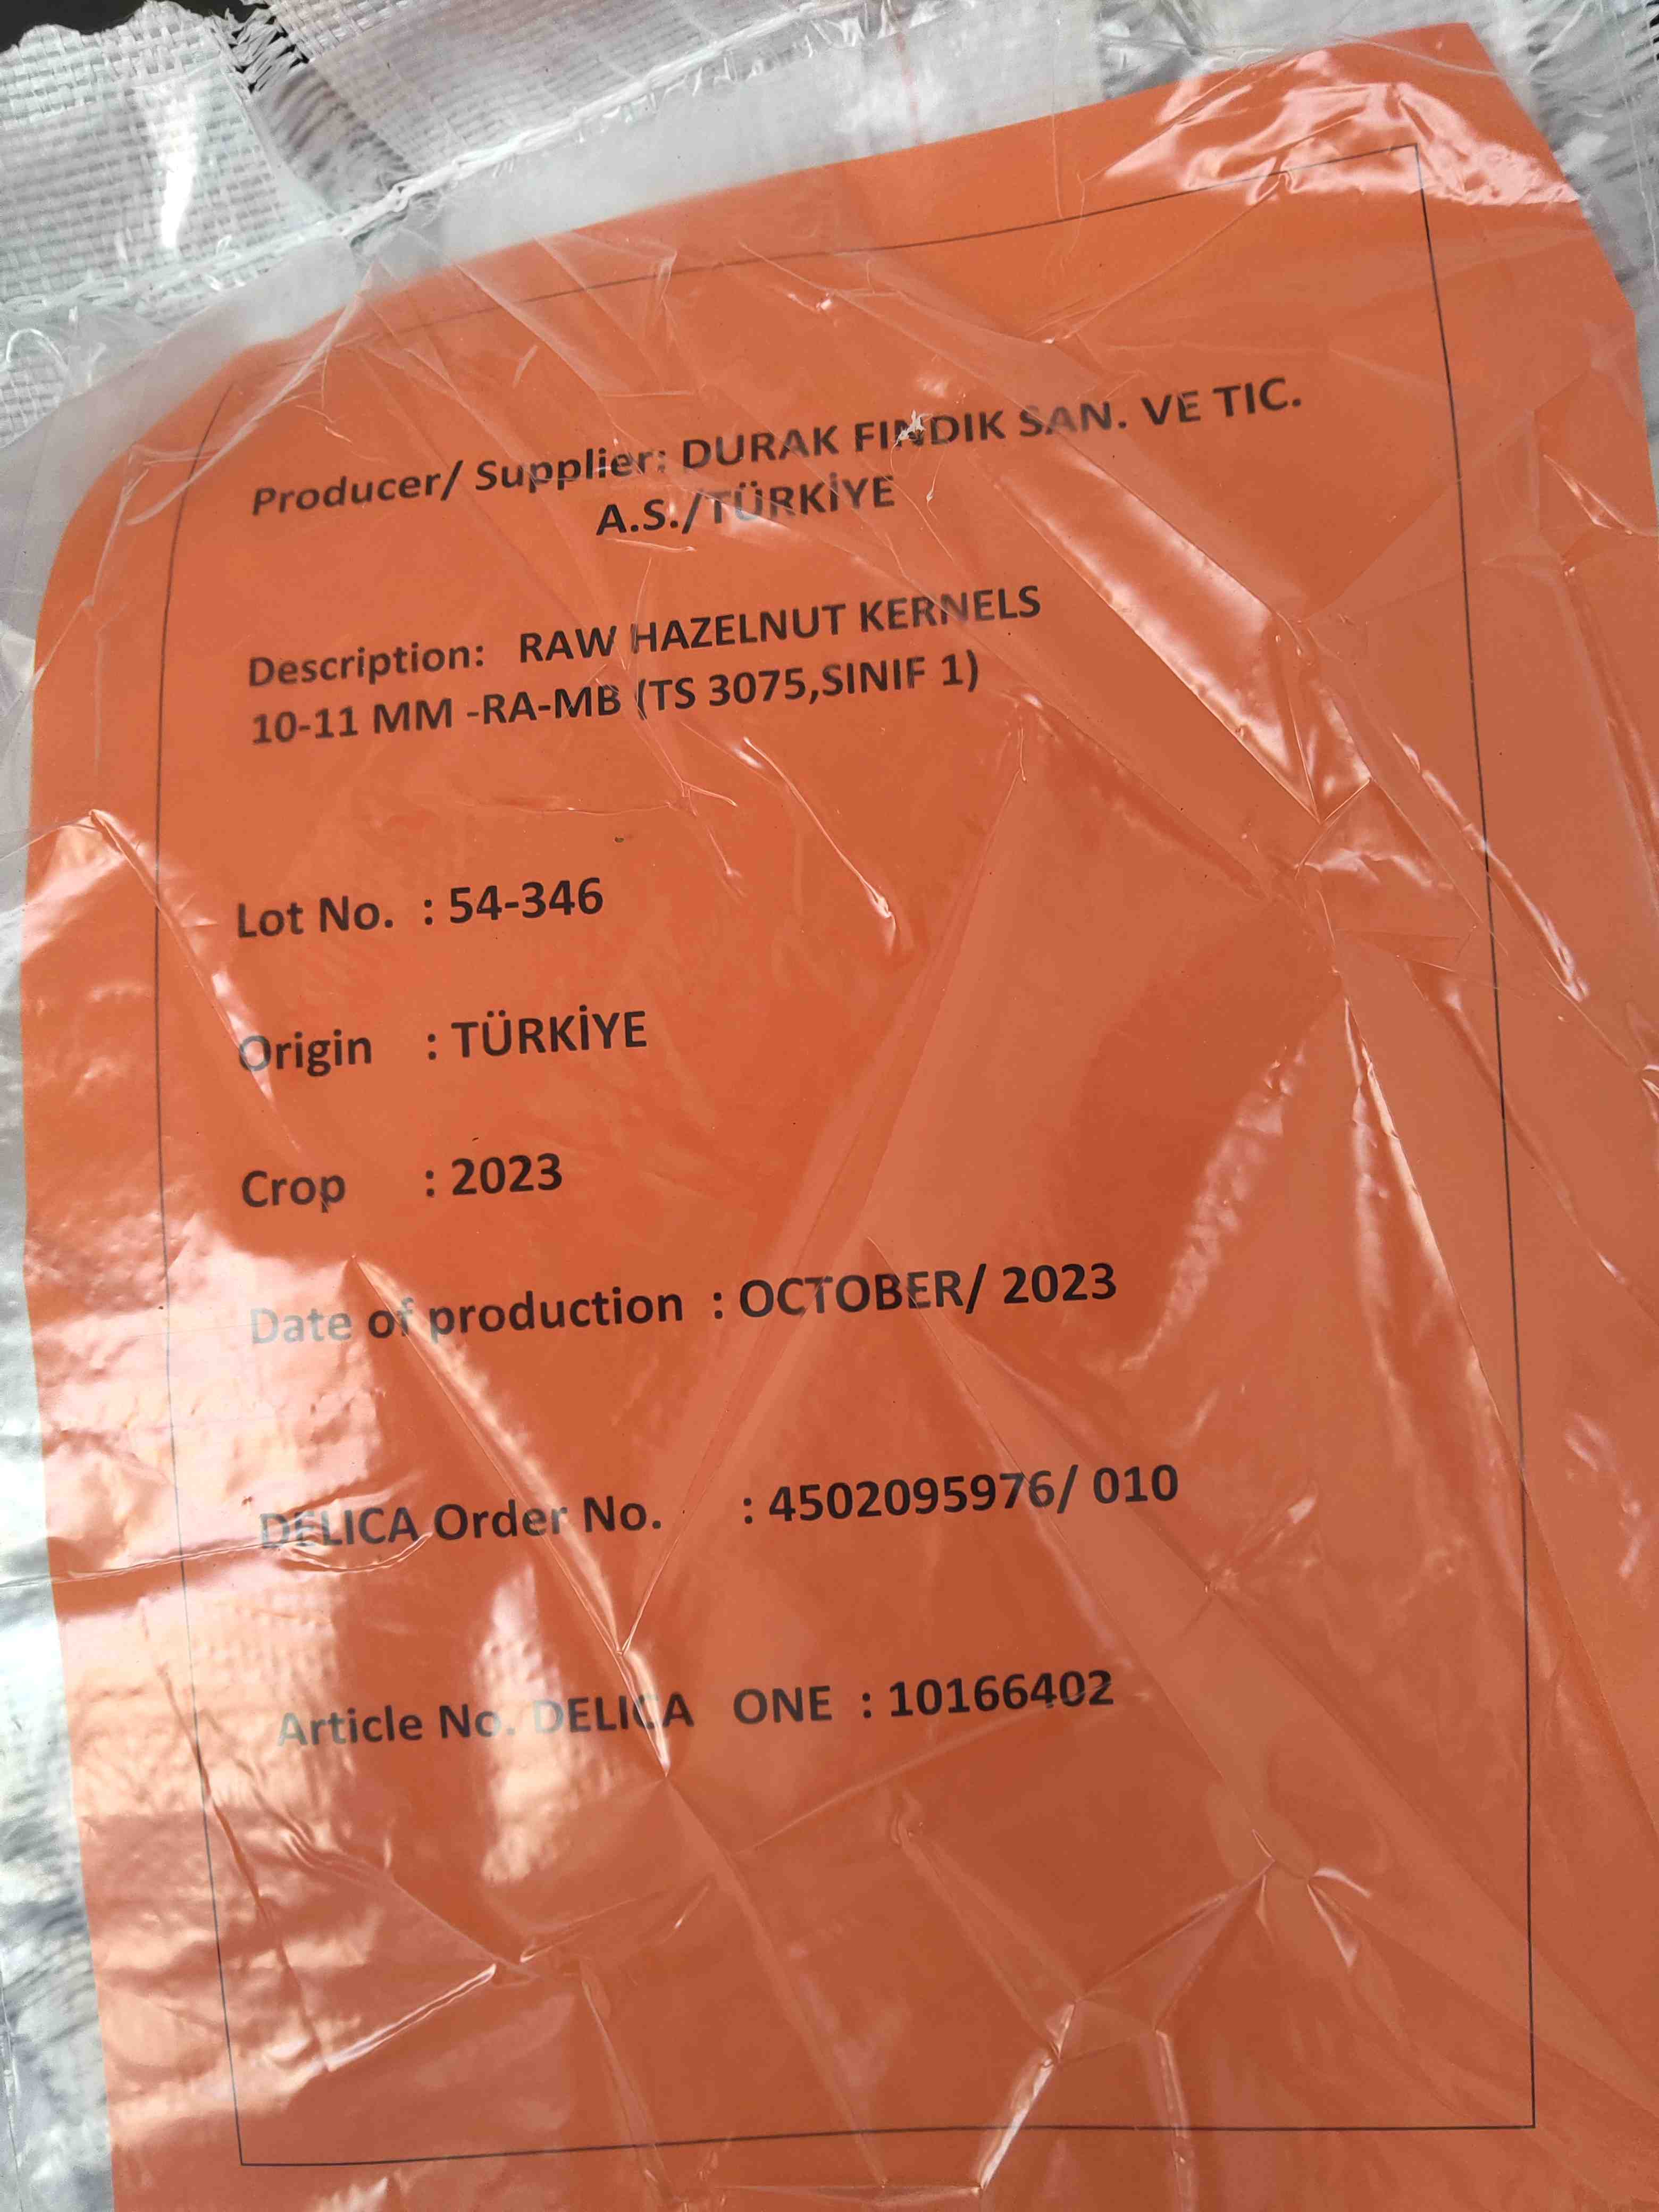 Producer/ Supplier: DURAK FINDIK SAN. VE TIC.
A.S./TÜRKİYE
Description: RAW HAZELNUT KERNELS
10-11 MM -RA-MB (TS 3075,SINIF 1)
Lot No. : 54-346
Origin : TÜRKİYE
Crop : 2023
Date of production : OCTOBER/ 2023
DELICA Order No. : 4502095976/ 010
Article No. DELICA ONE : 10166402